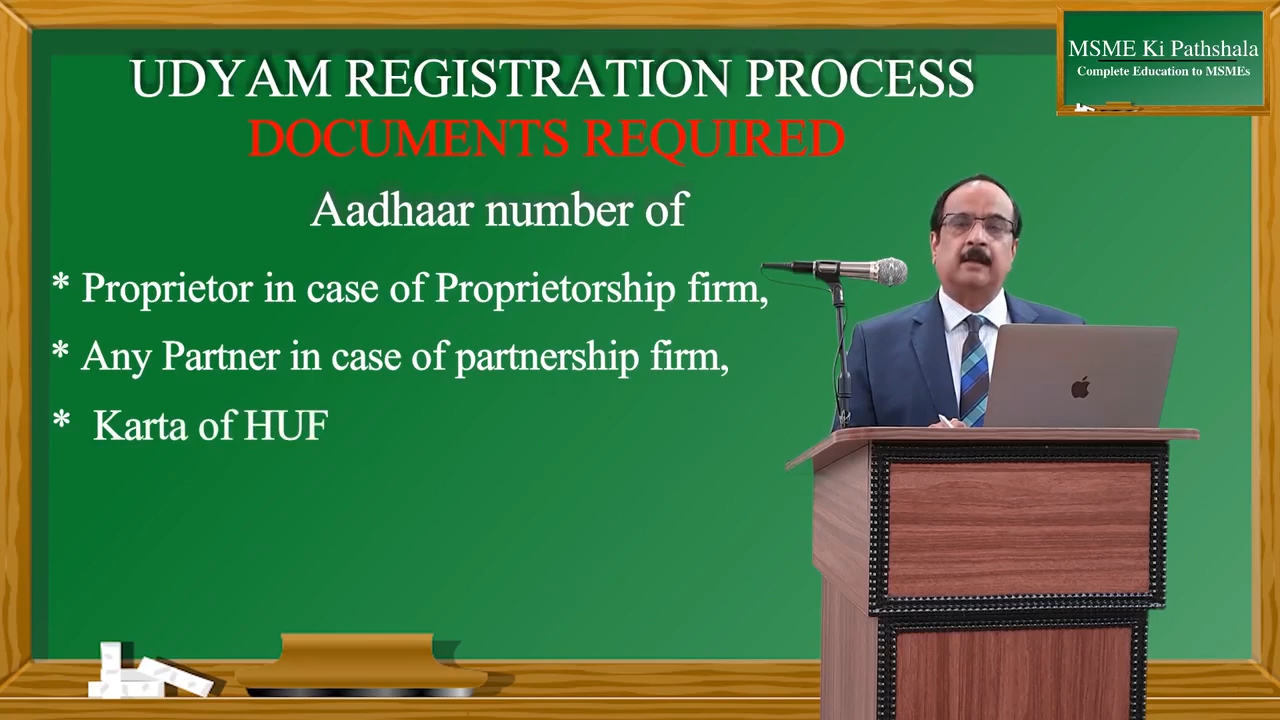 UDYAM REGISTRATION PROCESS
DOCUMENTS REQUIRED
Aadhaar number of
* Proprietor in case of Proprietorship firm,
* Any Partner in case of partnership firm,
* Karta of HUF
MSME Ki Pathshala
Complete Education to MSMEs